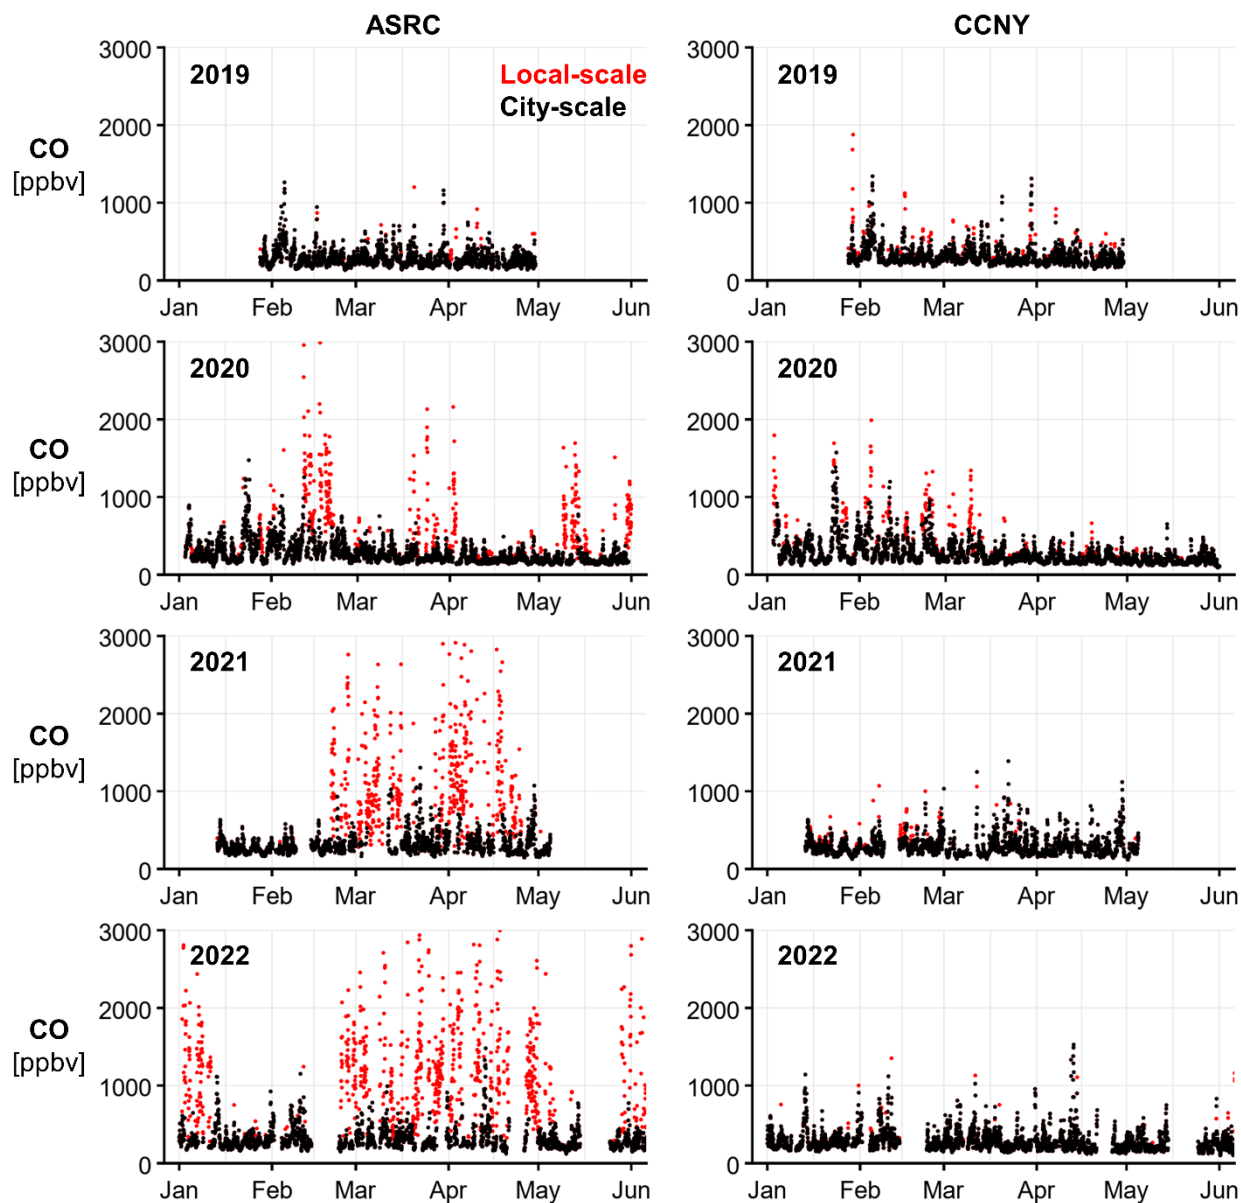 ASRC CCNY
3000 2019 Local-scale 3000 2019
City-scale
2000 2000
CO
[ppbv]
1000 1000
0 0
Jan Feb Mar Apr May Jun Jan Feb Mar Apr May Jun
3000 2020 3000 2020
2000 2000
CO
[ppbv]
1000 1000
0 0
Jan Feb Mar Apr May Jun Jan Feb Mar Apr May Jun
3000 2021 3000 2021
2000 2000
CO
[ppbv]
1000 1000
0 0
Jan Feb Mar Apr May Jun Jan Feb Mar Apr May Jun
3000 2022 3000 2022
2000 2000
CO
[ppbv]
1000 1000
0 0
Jan Feb Mar Apr May Jun Jan Feb Mar Apr May Jun